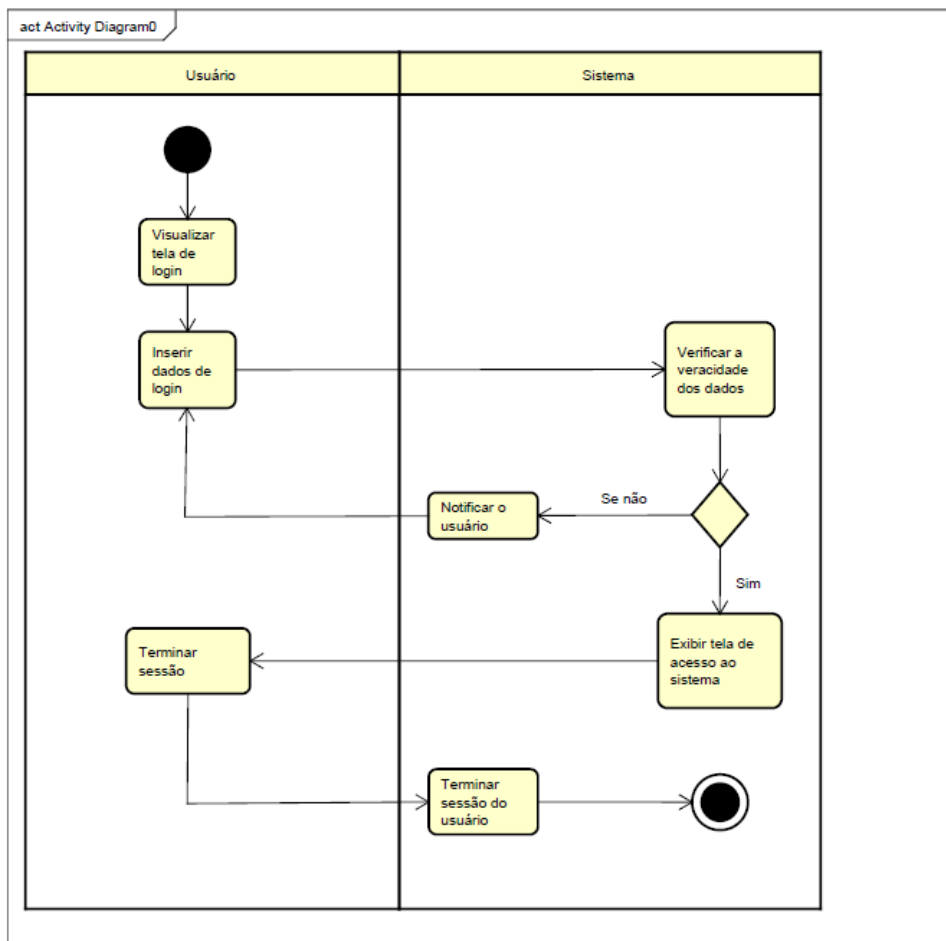 act Activity Diagram0
Usuário
Sistema
Visualizar
tela de
login
Inserir
dados de
login
Verificar a
veracidade
dos dados
Se não
Notificar o
usuário
Sim
Exibir tela de
acesso ao
sistema
Terminar
sessão
Terminar
sessão do
usuário